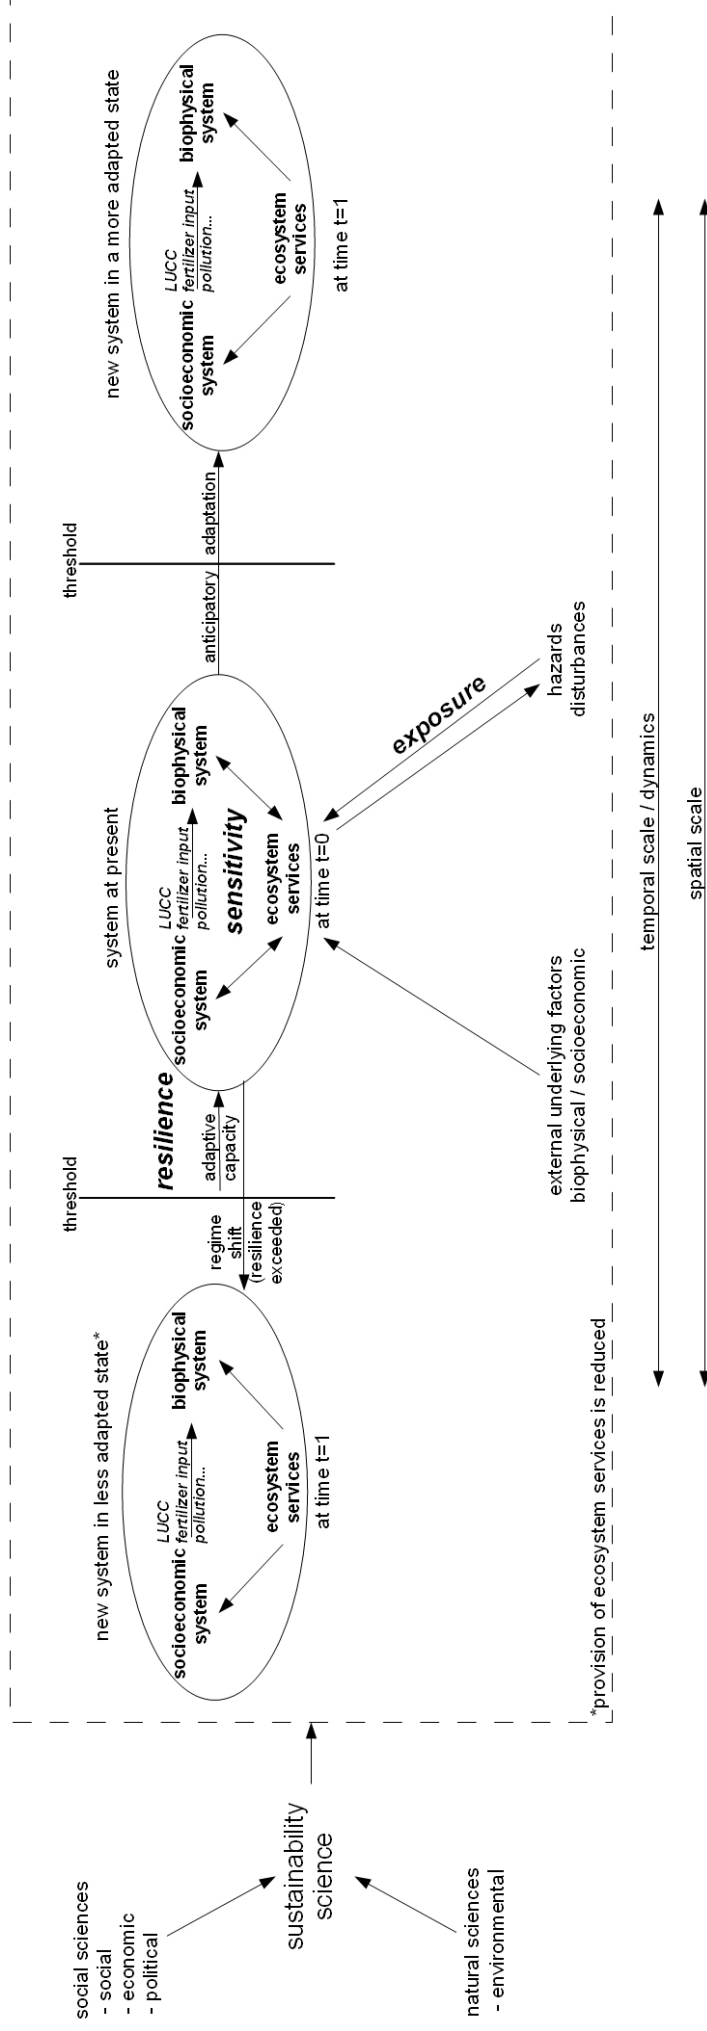 social sciences
- social
- economic
- political
natural sciences
- environmental
sustainability
science
new system in less adapted state*
socioeconomic
system
LUCC
fertilizer input
pollution...
biophysical
system
ecosystem
services
at time t=1
*provision of ecosystem services is reduced
threshold
regime
shift
(resilience
exceeded)
resilience
adaptive
capacity
system at present
socioeconomic
system
LUCC
fertilizer input
pollution...
biophysical
system
sensitivity
ecosystem
services
at time t=0
external underlying factors
biophysical / socioeconomic
exposure
hazards
disturbances
threshold
anticipatory adaptation
new system in a more adapted state
socioeconomic
system
LUCC
fertilizer input
pollution...
biophysical
system
ecosystem
services
at time t=1
temporal scale / dynamics
spatial scale